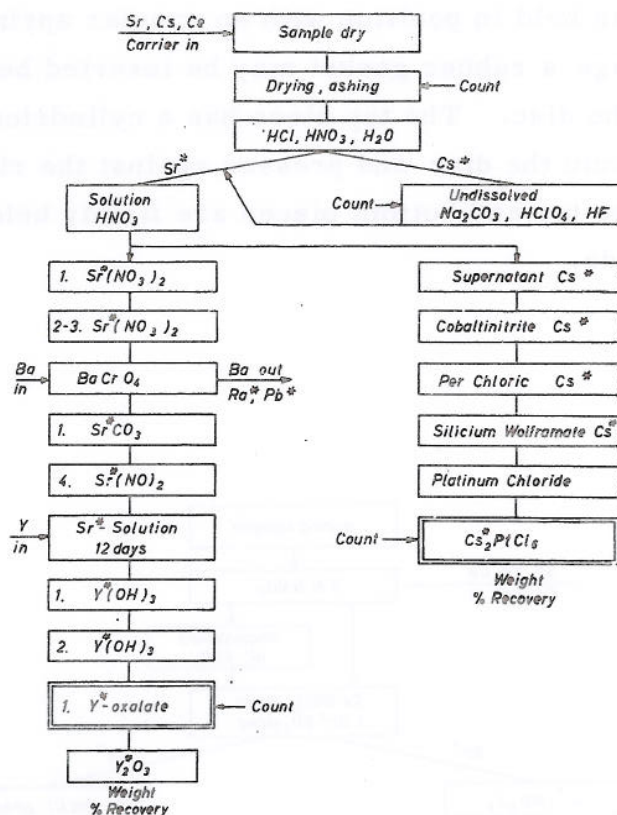 Sr, Cs, Ce
Carrier in
Sample dry
Drying, ashing
Count
HCl, HNO3, H2O
Sr*
Cs*
Solution
HNO3
Count
Undissolved
Na2CO3, HClO6, HF
1. Sr*(NO3)2
2-3. Sr*(NO3)2
Ba
in
BaCrO4
Ba out
Ra*, Pb*
1. Sr*CO3
4. Sr*(NO)2
Y
in
Sr*-Solution
12 days
1. Y*(OH)3
2. Y*(OH)3
1. Y*-oxalate
Count
Y2*O3
Weight
% Recovery
Supernatant Cs*
Cobaltinitrite Cs*
Per Chloric Cs*
Silicium Wolframate Cs*
Platinum Chloride
Count
Cs2*PtCl6
Weight
% Recovery